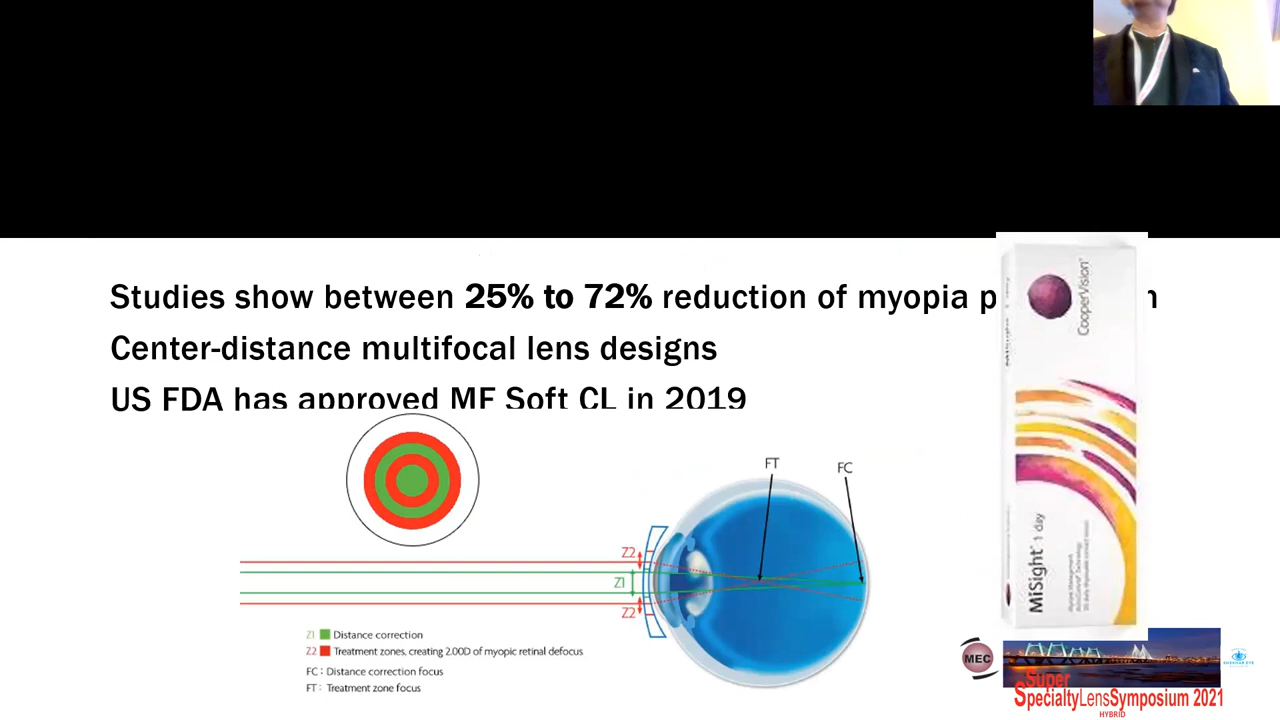 Studies show between 25% to 72% reduction of myopia p
Center-distance multifocal lens designs
US FDA has approved MF Soft CL in 2019
CooperVision
MiSight 1 day
FT
FC
Z2
Z1
Z2
Z1 Distance correction
Z2 Treatment zones, creating 2.00D of myopic retinal defocus
FC : Distance correction focus
FT : Treatment zone focus
MEC
Super
SpecialtyLensSymposium 2021
HYBRID